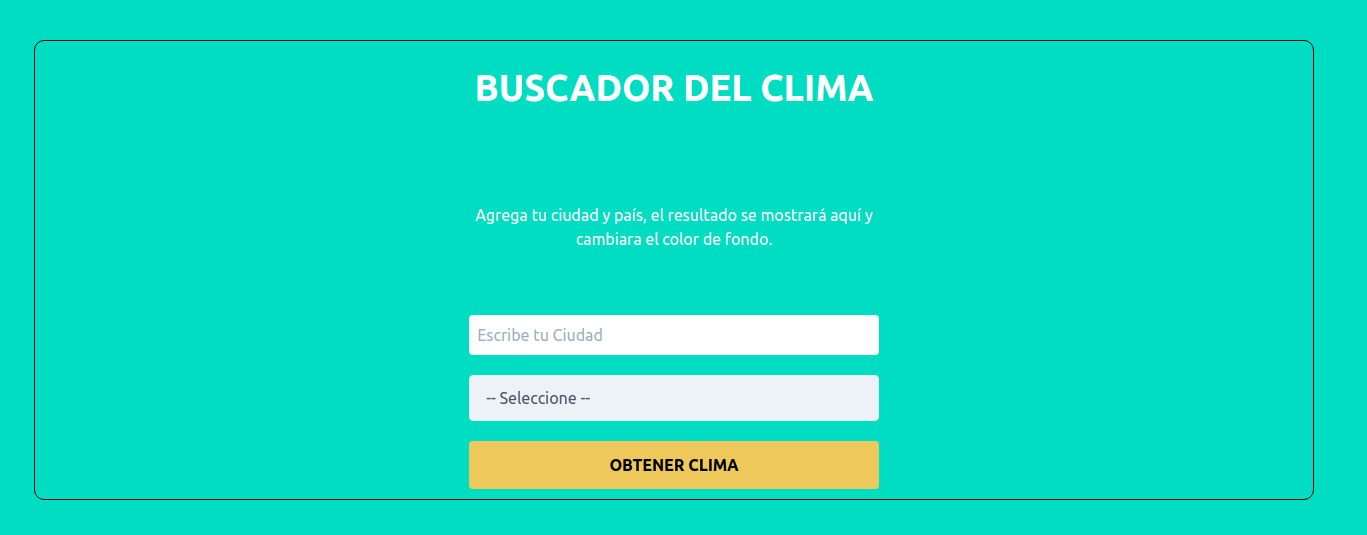 BUSCADOR DEL CLIMA
Agrega tu ciudad y país, el resultado se mostrará aquí y
cambiara el color de fondo.
Escribe tu Ciudad
-- Seleccione --
OBTENER CLIMA